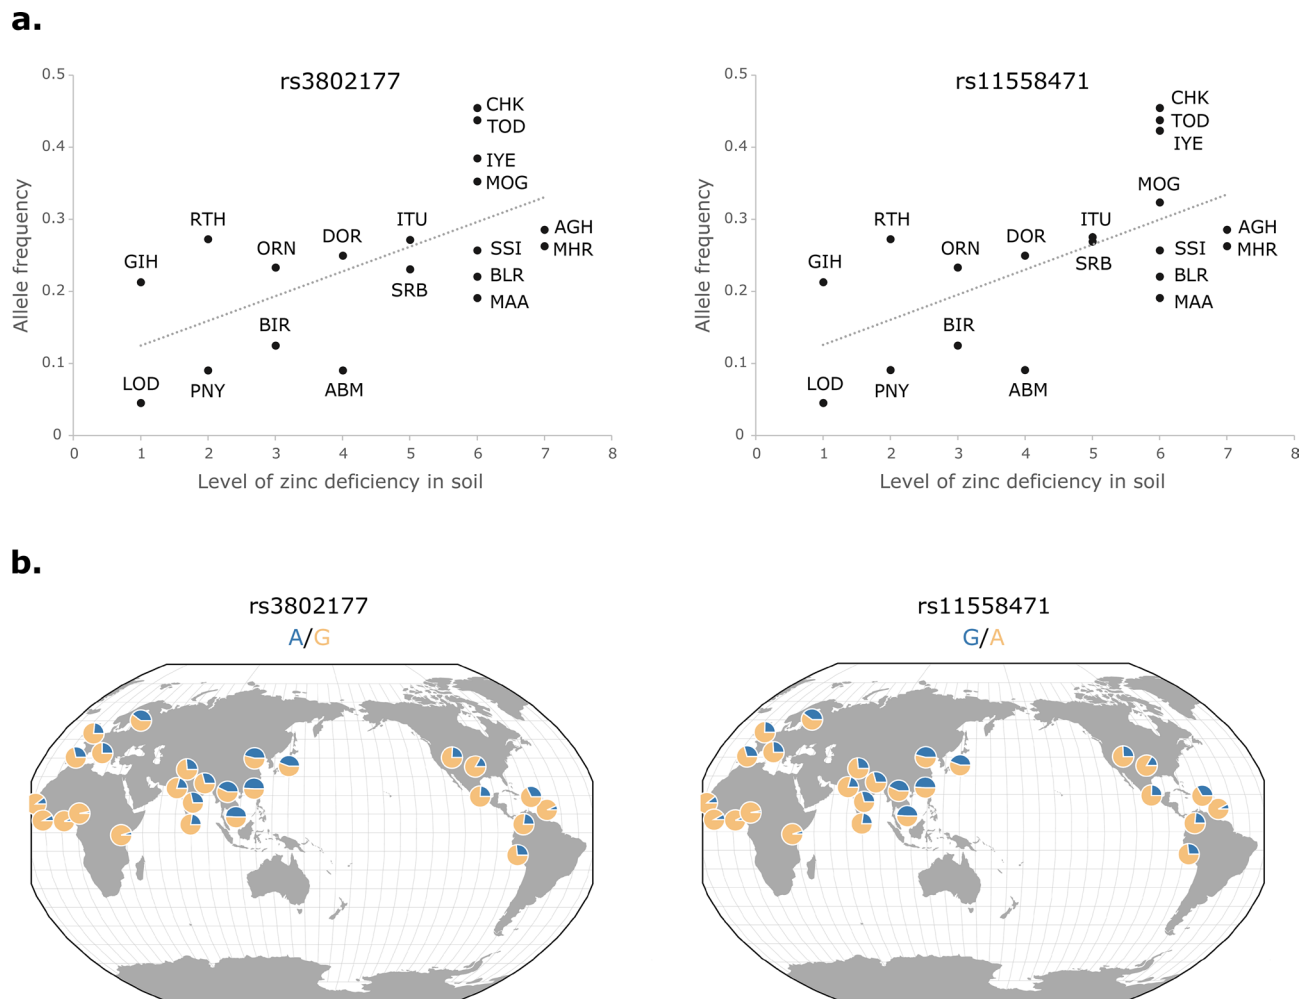 a.
rs3802177
Allele frequency
0.5
0.4
0.3
0.2
0.1
0
CHK
TOD
IYE
MOG
RTH
ITU
AGH
ORN
DOR
SSI
MHR
GIH
BLR
SRB
MAA
BIR
LOD
PNY
ABM
0 1 2 3 4 5 6 7 8
Level of zinc deficiency in soil
rs11558471
Allele frequency
0.5
0.4
0.3
0.2
0.1
0
CHK
TOD
IYE
MOG
RTH
ITU
AGH
ORN
DOR
SSI
MHR
GIH
SRB
BLR
MAA
BIR
LOD
PNY
ABM
0 1 2 3 4 5 6 7 8
Level of zinc deficiency in soil
b.
rs3802177
A/G
rs11558471
G/A